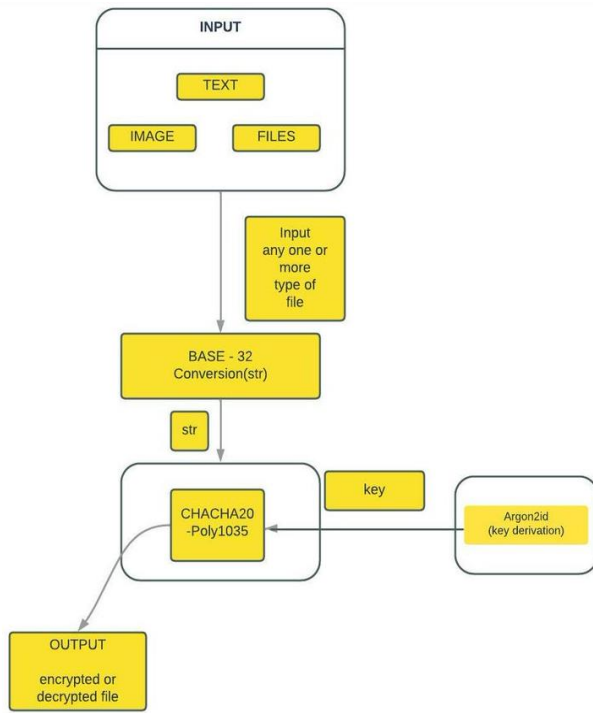 INPUT
TEXT
IMAGE
FILES
Input
any one or
more
type of
file
BASE - 32
Conversion(str)
str
key
CHACHA20
-Poly1035
Argon2id
(key derivation)
OUTPUT
encrypted or
decrypted file